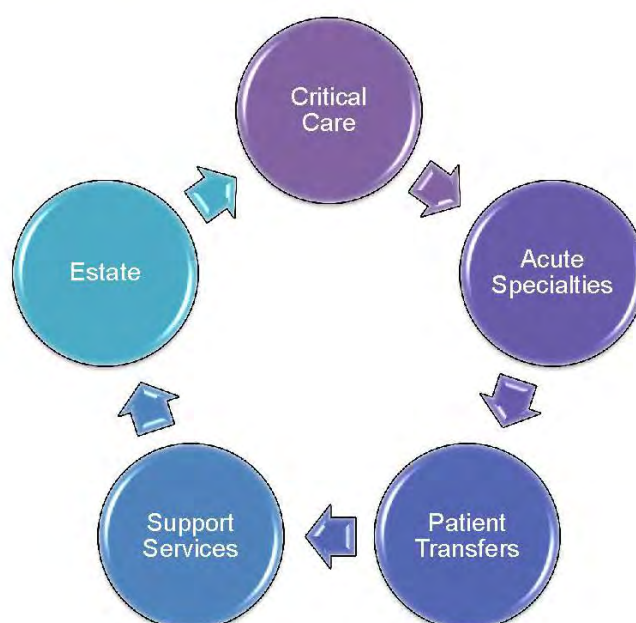 Critical
Care
Acute
Specialties
Patient
Transfers
Support
Services
Estate